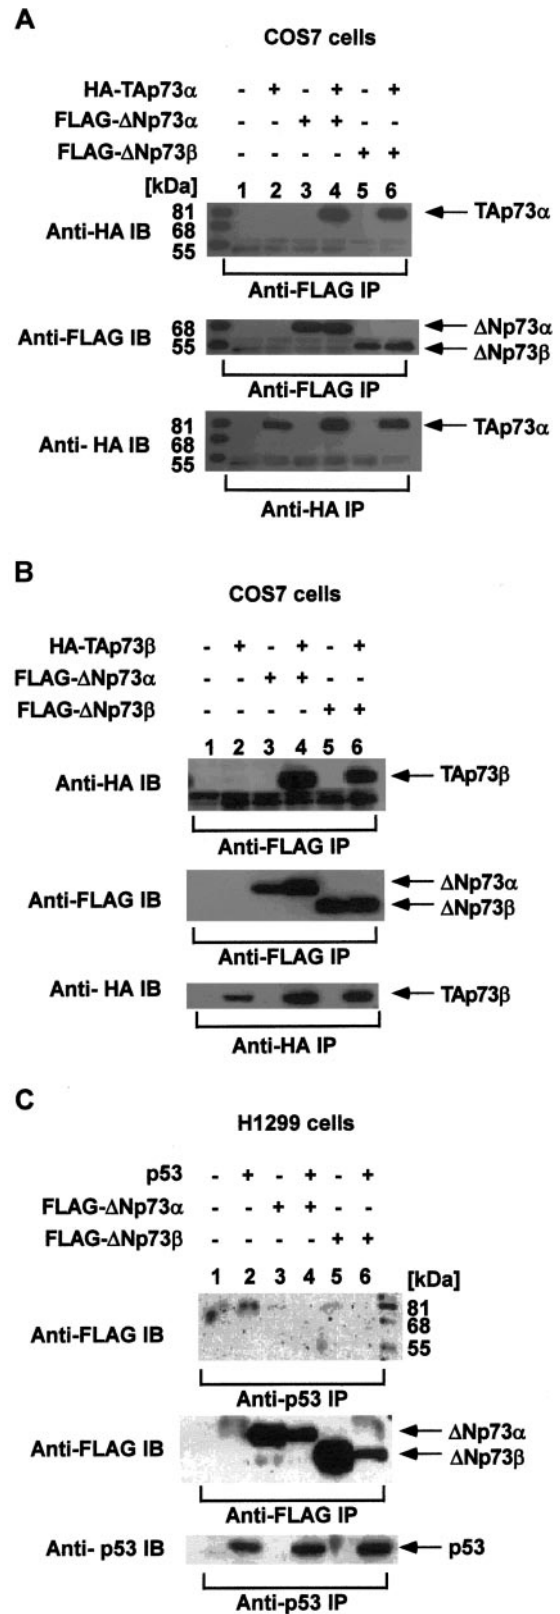 A
COS7 cells
HA-TAp73α - + - + - +
FLAG-ΔNp73α - - + + - -
FLAG-ΔNp73β - - - - + +
[kDa] 1 2 3 4 5 6
Anti-HA IB 81 68 55 TAp73α
Anti-FLAG IP
Anti-FLAG IB 68 55 ΔNp73α ΔNp73β
Anti-FLAG IP
Anti- HA IB 81 68 55 TAp73α
Anti-HA IP
B
COS7 cells
HA-TAp73β - + - + - +
FLAG-ΔNp73α - - + + - -
FLAG-ΔNp73β - - - - + +
1 2 3 4 5 6
Anti-HA IB TAp73β
Anti-FLAG IP
Anti-FLAG IB ΔNp73α ΔNp73β
Anti-FLAG IP
Anti- HA IB TAp73β
Anti-HA IP
C
H1299 cells
p53 - + - + - +
FLAG-ΔNp73α - - + + - -
FLAG-ΔNp73β - - - - + +
1 2 3 4 5 6 [kDa]
Anti-FLAG IB 81 68 55
Anti-p53 IP
Anti-FLAG IB ΔNp73α ΔNp73β
Anti-FLAG IP
Anti- p53 IB p53
Anti-p53 IP